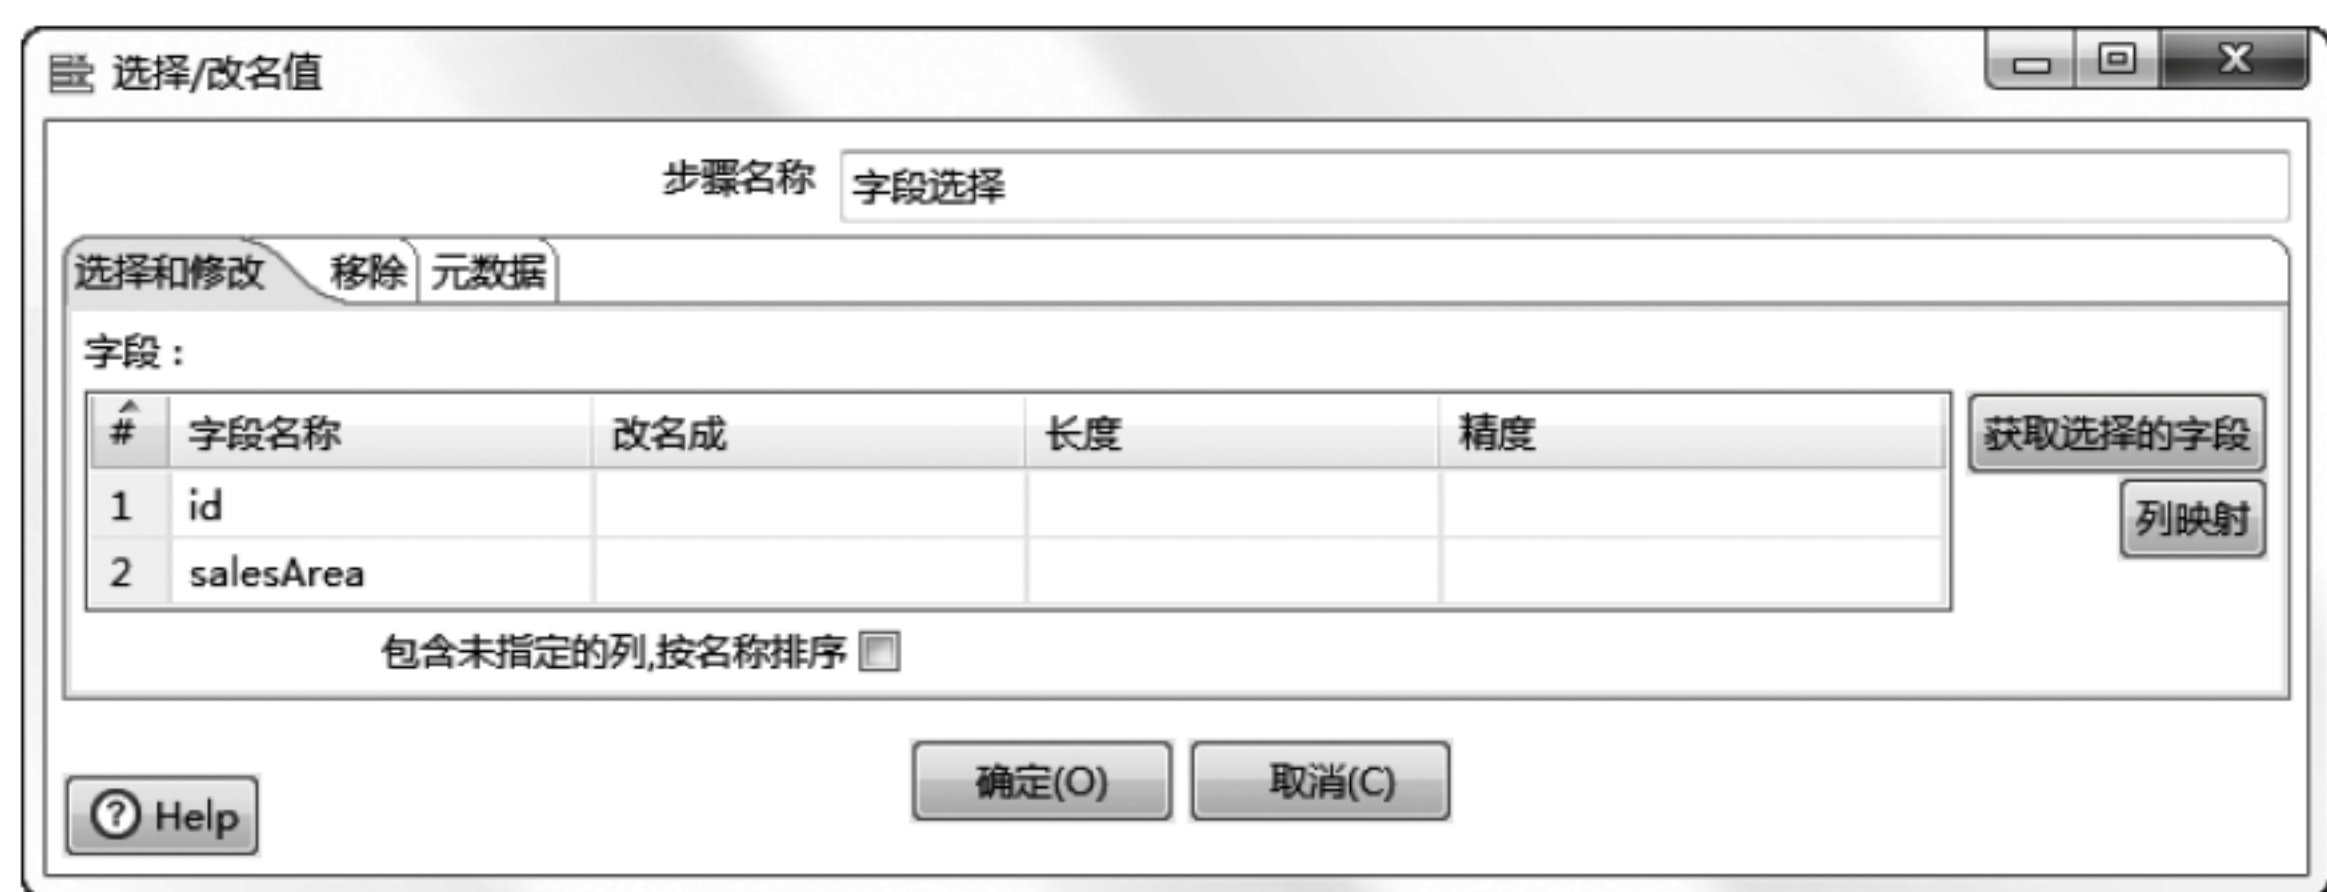 选择/改名值
步骤名称 字段选择
选择和修改 移除 元数据
字段：
# 字段名称 改名成 长度 精度 获取选择的字段
1 id
列映射
2 salesArea
包含未指定的列,按名称排序
确定(O) 取消(C)
Help